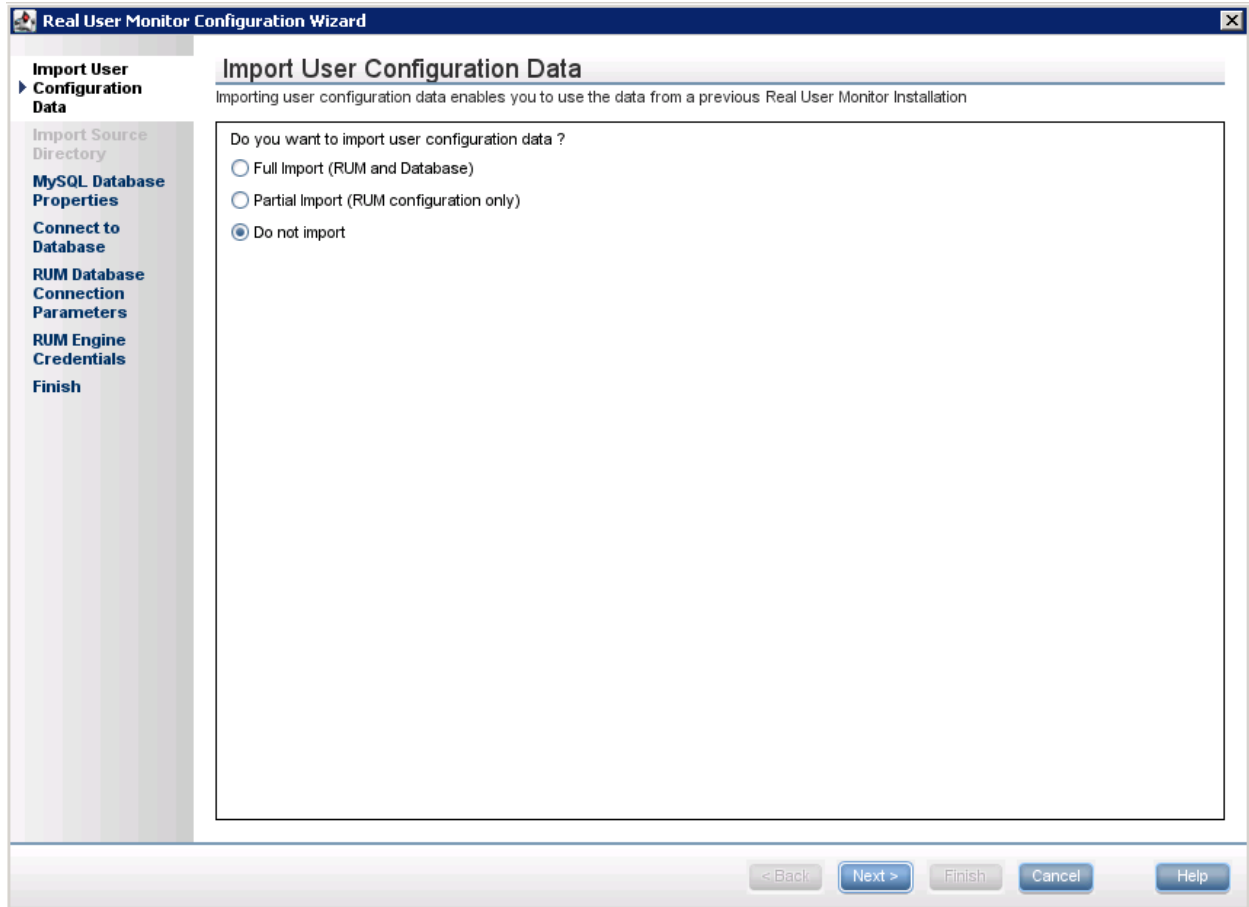 Real User Monitor Configuration Wizard
Import User
Configuration
Data
Import Source
Directory
MySQL Database
Properties
Connect to
Database
RUM Database
Connection
Parameters
RUM Engine
Credentials
Finish
Import User Configuration Data
Importing user configuration data enables you to use the data from a previous Real User Monitor Installation
Do you want to import user configuration data ?
Full Import (RUM and Database)
Partial Import (RUM configuration only)
Do not import
< Back
Next >
Finish
Cancel
Help